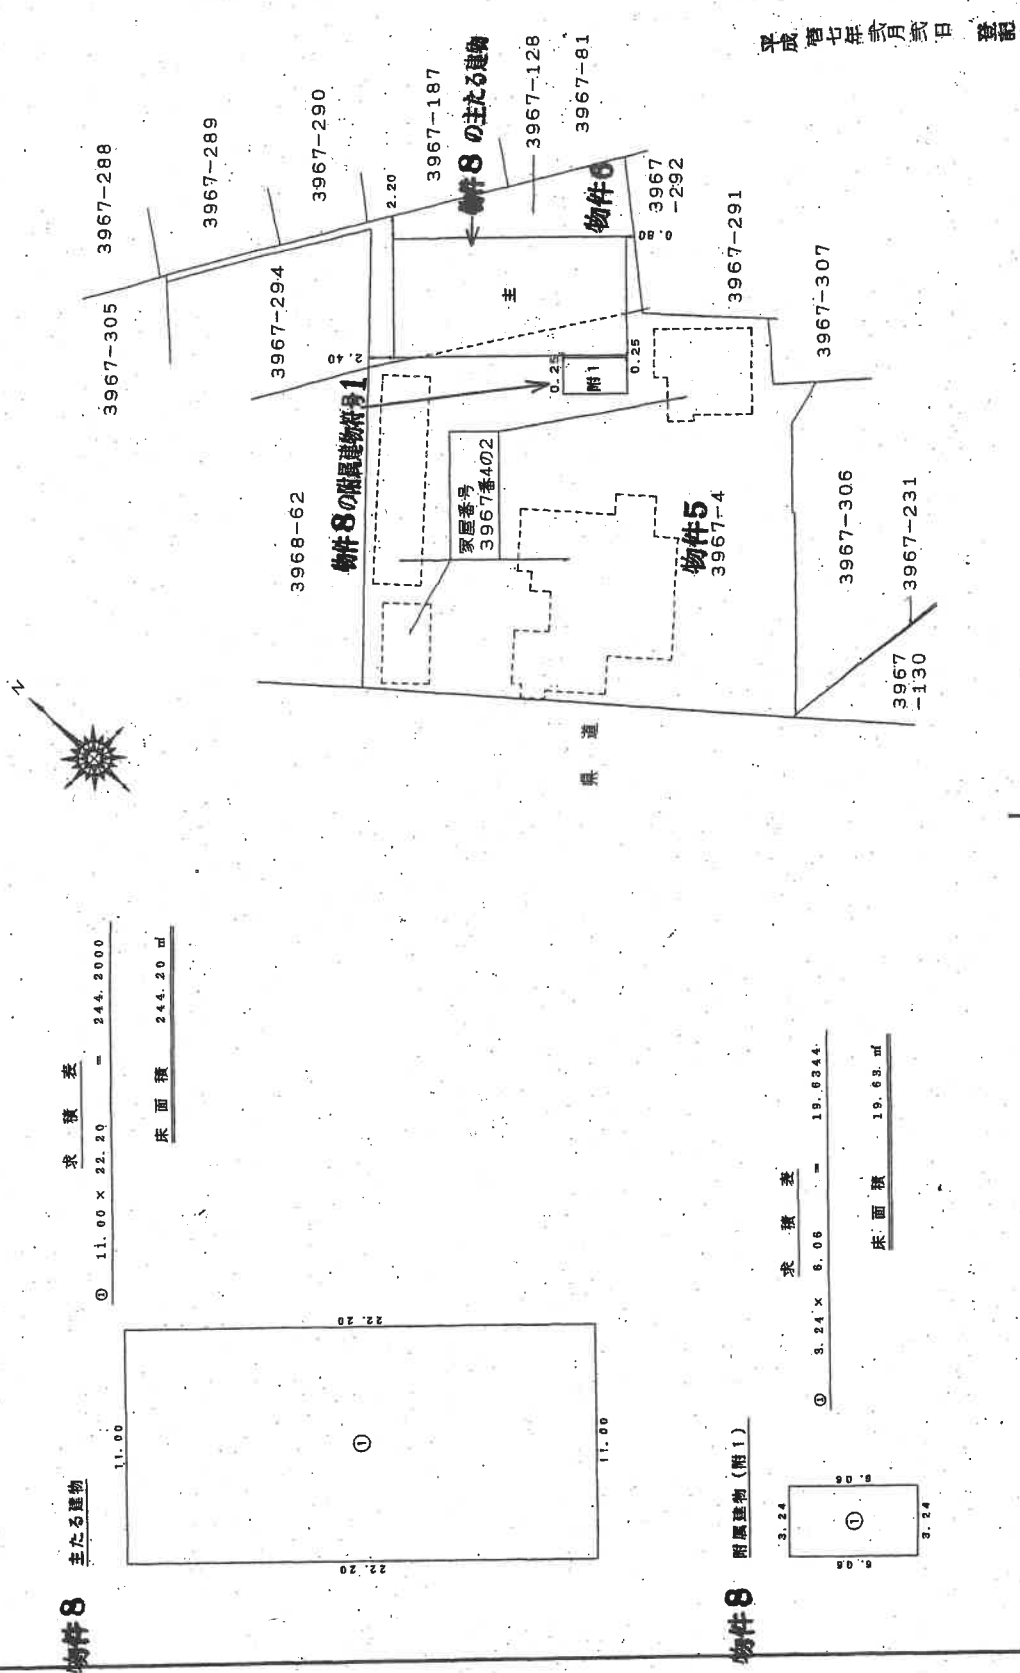 物件8
主たる建物
11.00
22.20
①
22.20
11.00
求積表
① 11.00 × 22.20 = 244.2000
床面積 244.20 ㎡
物件8
附属建物（附1）
3.24
6.06
①
6.06
3.24
求積表
① 3.24 × 6.06 = 19.6344
床面積 19.63 ㎡
N
県道
3967-305
3967-288
3967-289
3967-294
3967-290
3968-62
3967-187
物件8の主たる建物
3967-128
3967-81
物件6
3967
-292
3967-291
3967-307
物件8の附属建物符号1
2.40
2.20
主
0.80
0.25
附1
0.25
家屋番号
3967番4の2
物件5
3967-4
3967-306
3967-231
3967
-130
平成壱七年弐月弐日
登記